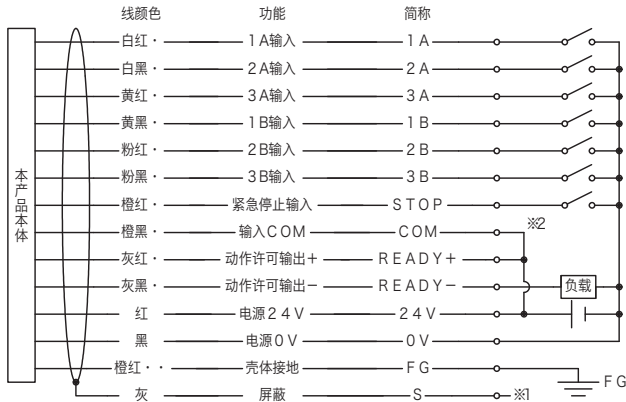 线颜色 功能 简称
白红・ 1A输入 1A
白黑・ 2A输入 2A
黄红・ 3A输入 3A
黄黑・ 1B输入 1B
粉红・ 2B输入 2B
粉黑・ 3B输入 3B
橙红・ 紧急停止输入 STOP
橙黑・ 输入COM COM ※2
灰红・ 动作许可输出+ READY+
灰黑・ 动作许可输出− READY− 负载
红 电源24V 24V
黑 电源0V 0V
橙红・・ 壳体接地 FG FG
灰 屏蔽 S ※1
本产品本体